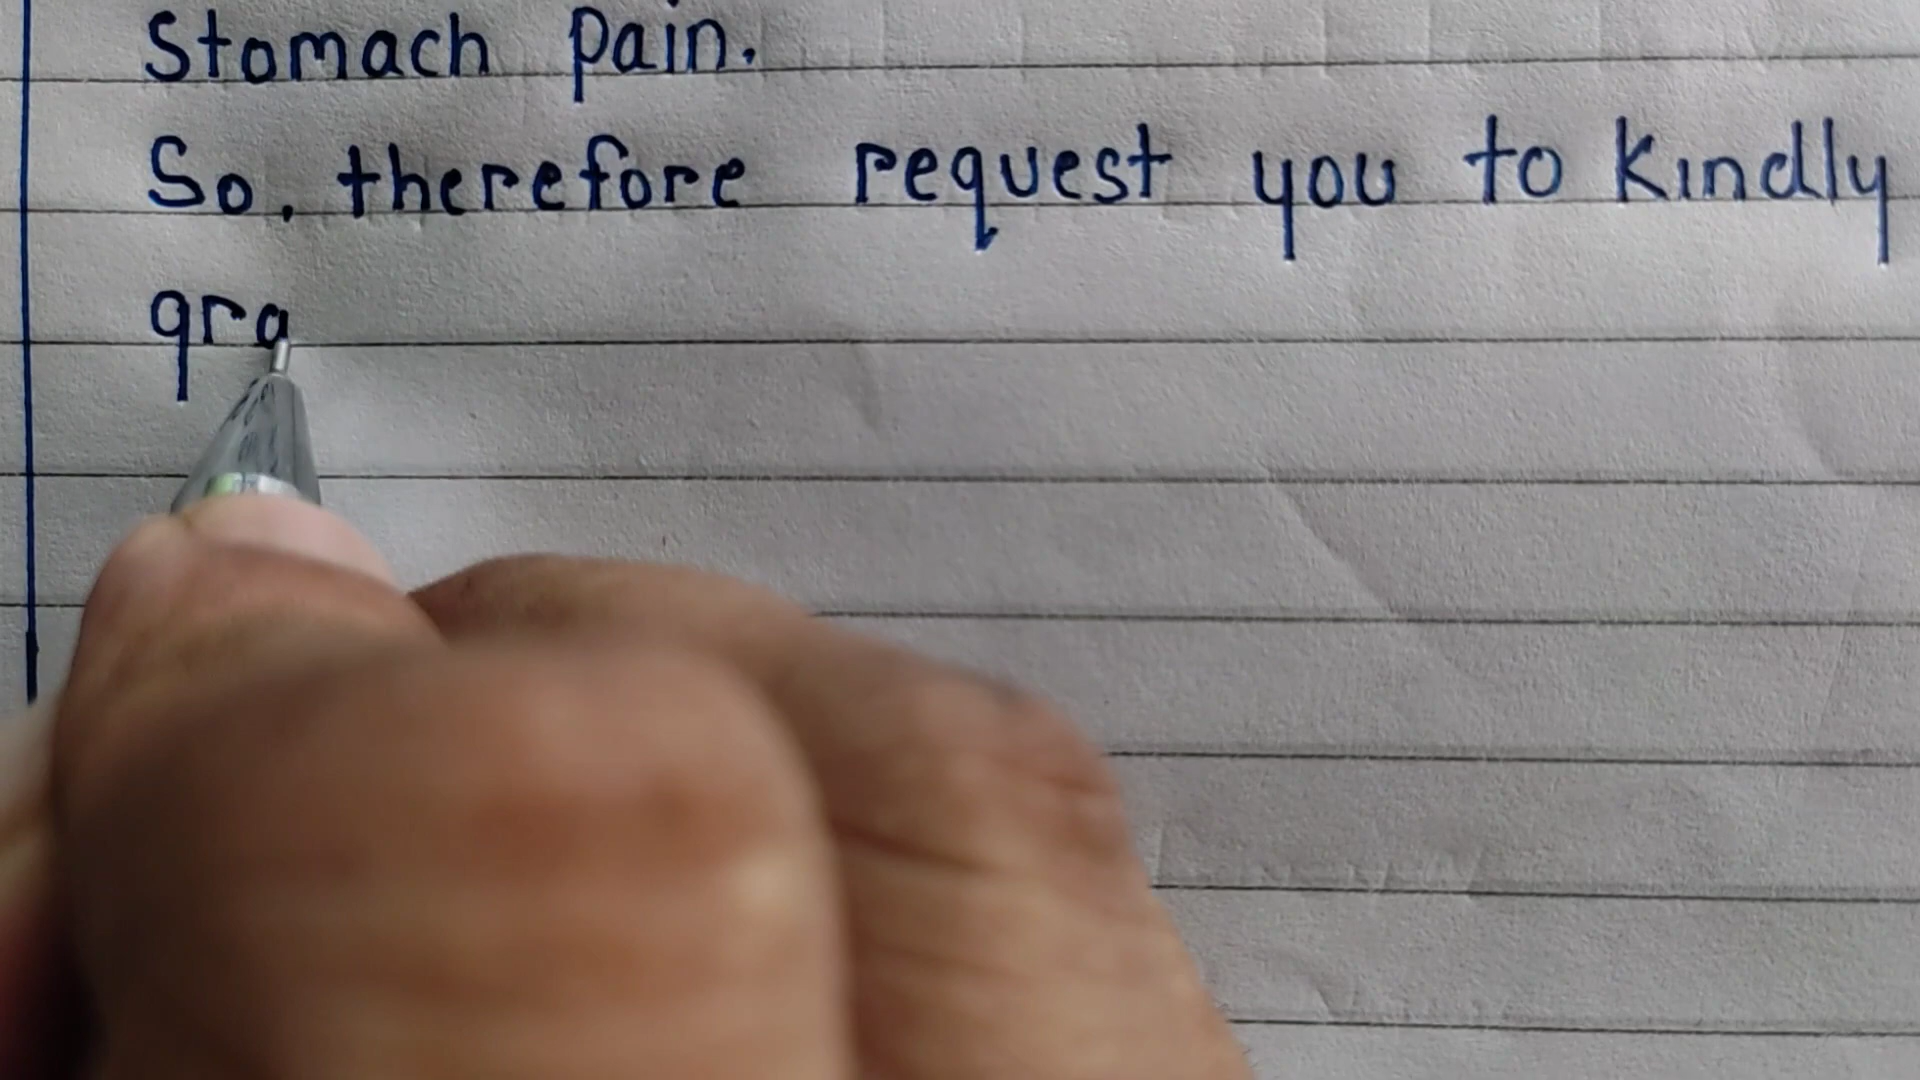 Stomach pain.
So, therefore request you to kindly
gra